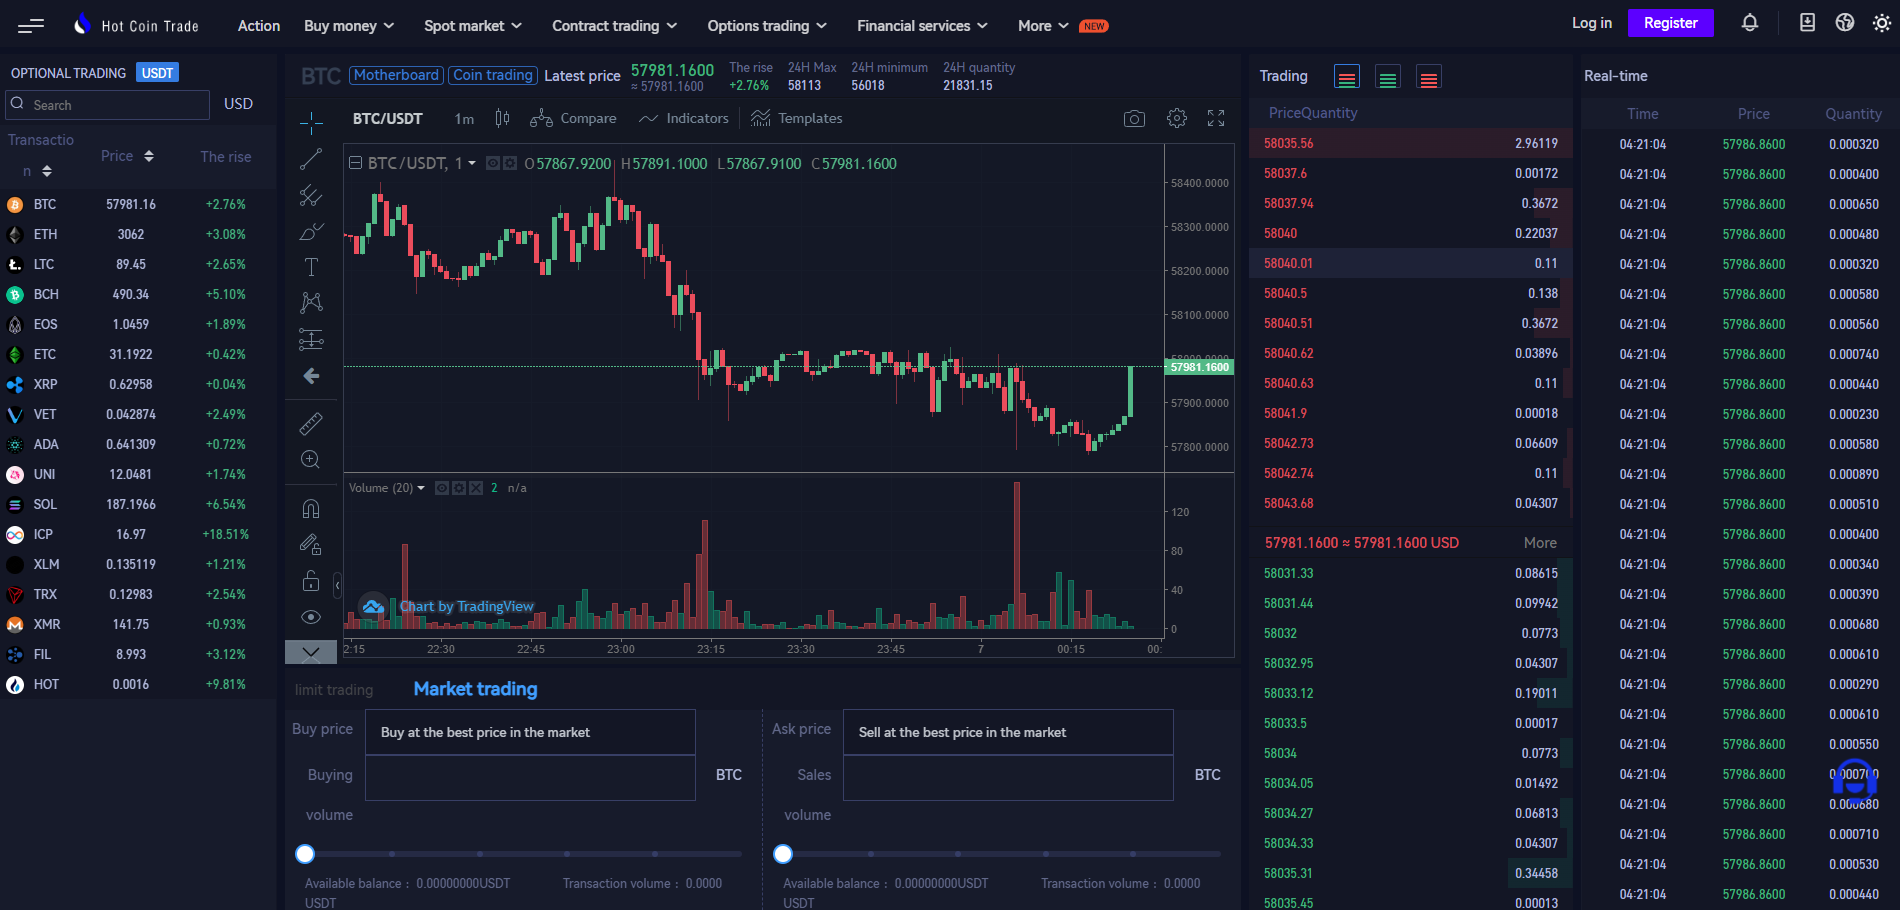 Hot Coin Trade
Action
Buy money
Spot market
Contract trading
Options trading
Financial services
More
NEW
Log in
Register
OPTIONAL TRADING
USDT
Search
USD
Transactio
n
Price
The rise
BTC 57981.16 +2.76%
ETH 3062 +3.08%
LTC 89.45 +2.65%
BCH 490.34 +5.10%
EOS 1.0459 +1.89%
ETC 31.1922 +0.42%
XRP 0.62958 +0.04%
VET 0.042874 +2.49%
ADA 0.641309 +0.72%
UNI 12.0481 +1.74%
SOL 187.1966 +6.54%
ICP 16.97 +18.51%
XLM 0.135119 +1.21%
TRX 0.12983 +2.54%
XMR 141.75 +0.93%
FIL 8.993 +3.12%
HOT 0.0016 +9.81%
BTC
Motherboard
Coin trading
Latest price
57981.1600
≈ 57981.1600
The rise
+2.76%
24H Max
58113
24H minimum
56018
24H quantity
21831.15
BTC/USDT
1m
Compare
Indicators
Templates
BTC/USDT, 1
O57867.9200 H57891.1000 L57867.9100 C57981.1600
58400.0000
58300.0000
58200.0000
58100.0000
58000.0000
57981.1600
57900.0000
57800.0000
Volume (20)
2 n/a
120
80
40
0
Chart by TradingView
2:15 22:30 22:45 23:00 23:15 23:30 23:45 7 00:15 00:
limit trading
Market trading
Buy price
Buy at the best price in the market
Buying
volume
BTC
Available balance : 0.00000000USDT
Transaction volume : 0.0000
USDT
Ask price
Sell at the best price in the market
Sales
volume
BTC
Available balance : 0.00000000USDT
Transaction volume : 0.0000
USDT
Trading
PriceQuantity
58035.56 2.96119
58037.6 0.00172
58037.94 0.3672
58040 0.22037
58040.01 0.11
58040.5 0.138
58040.51 0.3672
58040.62 0.03896
58040.63 0.11
58041.9 0.00018
58042.73 0.06609
58042.74 0.11
58043.68 0.04307
57981.1600 ≈ 57981.1600 USD
More
58031.33 0.08615
58031.44 0.09942
58032 0.0773
58032.95 0.04307
58033.12 0.19011
58033.5 0.00017
58034 0.0773
58034.05 0.01492
58034.27 0.06813
58034.33 0.04307
58035.31 0.34458
58035.45 0.00013
Real-time
Time Price Quantity
04:21:04 57986.8600 0.000320
04:21:04 57986.8600 0.000400
04:21:04 57986.8600 0.000650
04:21:04 57986.8600 0.000480
04:21:04 57986.8600 0.000320
04:21:04 57986.8600 0.000580
04:21:04 57986.8600 0.000560
04:21:04 57986.8600 0.000740
04:21:04 57986.8600 0.000440
04:21:04 57986.8600 0.000230
04:21:04 57986.8600 0.000580
04:21:04 57986.8600 0.000890
04:21:04 57986.8600 0.000510
04:21:04 57986.8600 0.000400
04:21:04 57986.8600 0.000340
04:21:04 57986.8600 0.000390
04:21:04 57986.8600 0.000680
04:21:04 57986.8600 0.000610
04:21:04 57986.8600 0.000290
04:21:04 57986.8600 0.000610
04:21:04 57986.8600 0.000550
04:21:04 57986.8600 0.000700
04:21:04 57986.8600 0.000680
04:21:04 57986.8600 0.000710
04:21:04 57986.8600 0.000530
04:21:04 57986.8600 0.000440